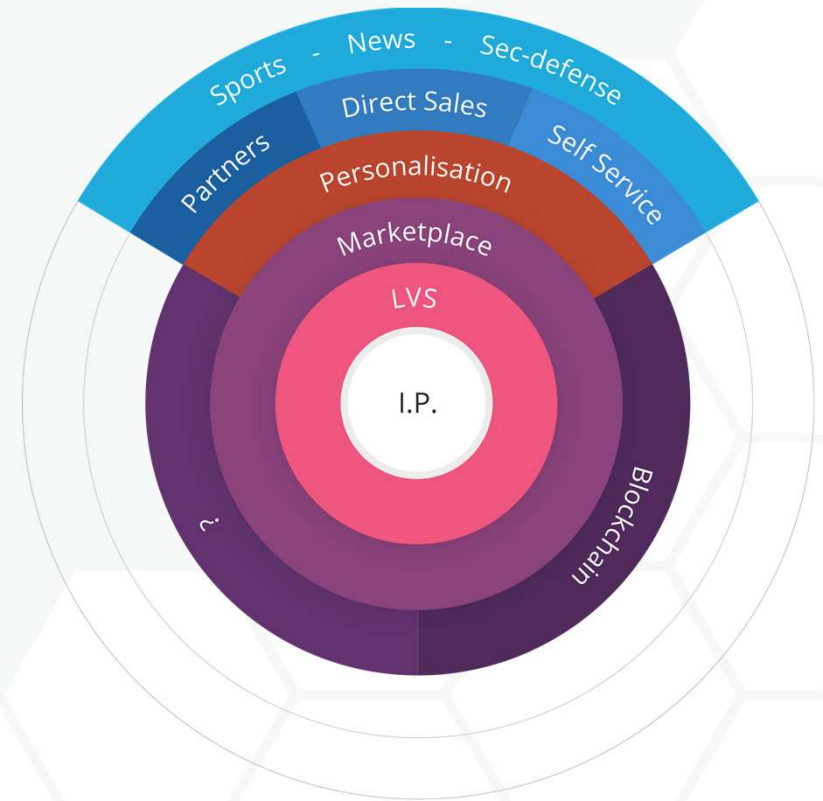 Sports - News - Sec-defense
Partners
Direct Sales
Self Service
Personalisation
Marketplace
LVS
I.P.
?
Blockchain